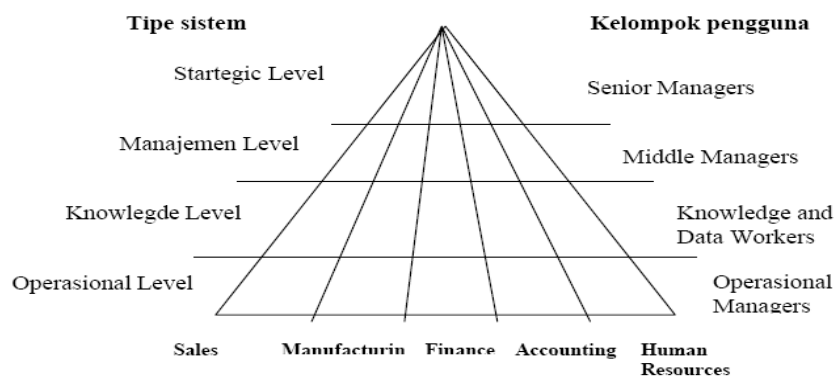 Tipe sistem
Kelompok pengguna
Startegic Level
Senior Managers
Manajemen Level
Middle Managers
Knowlegde Level
Knowledge and
Data Workers
Operasional Level
Operasional
Managers
Sales
Manufacturin
Finance
Accounting
Human
Resources